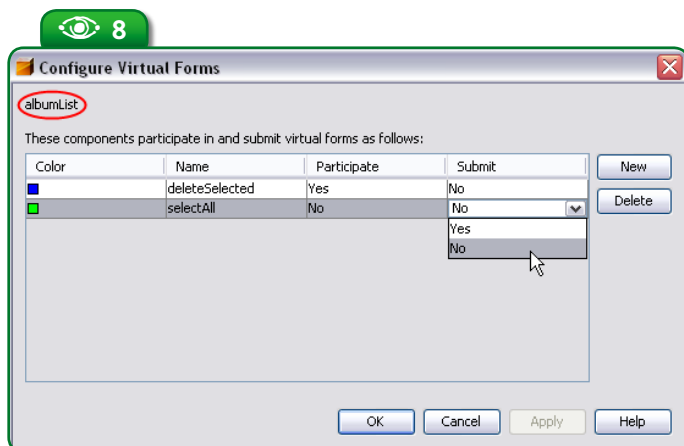 8
Configure Virtual Forms
albumList
These components participate in and submit virtual forms as follows:
Color Name Participate Submit New
deleteSelected Yes No Delete
selectAll No No
Yes
No
OK Cancel Apply Help